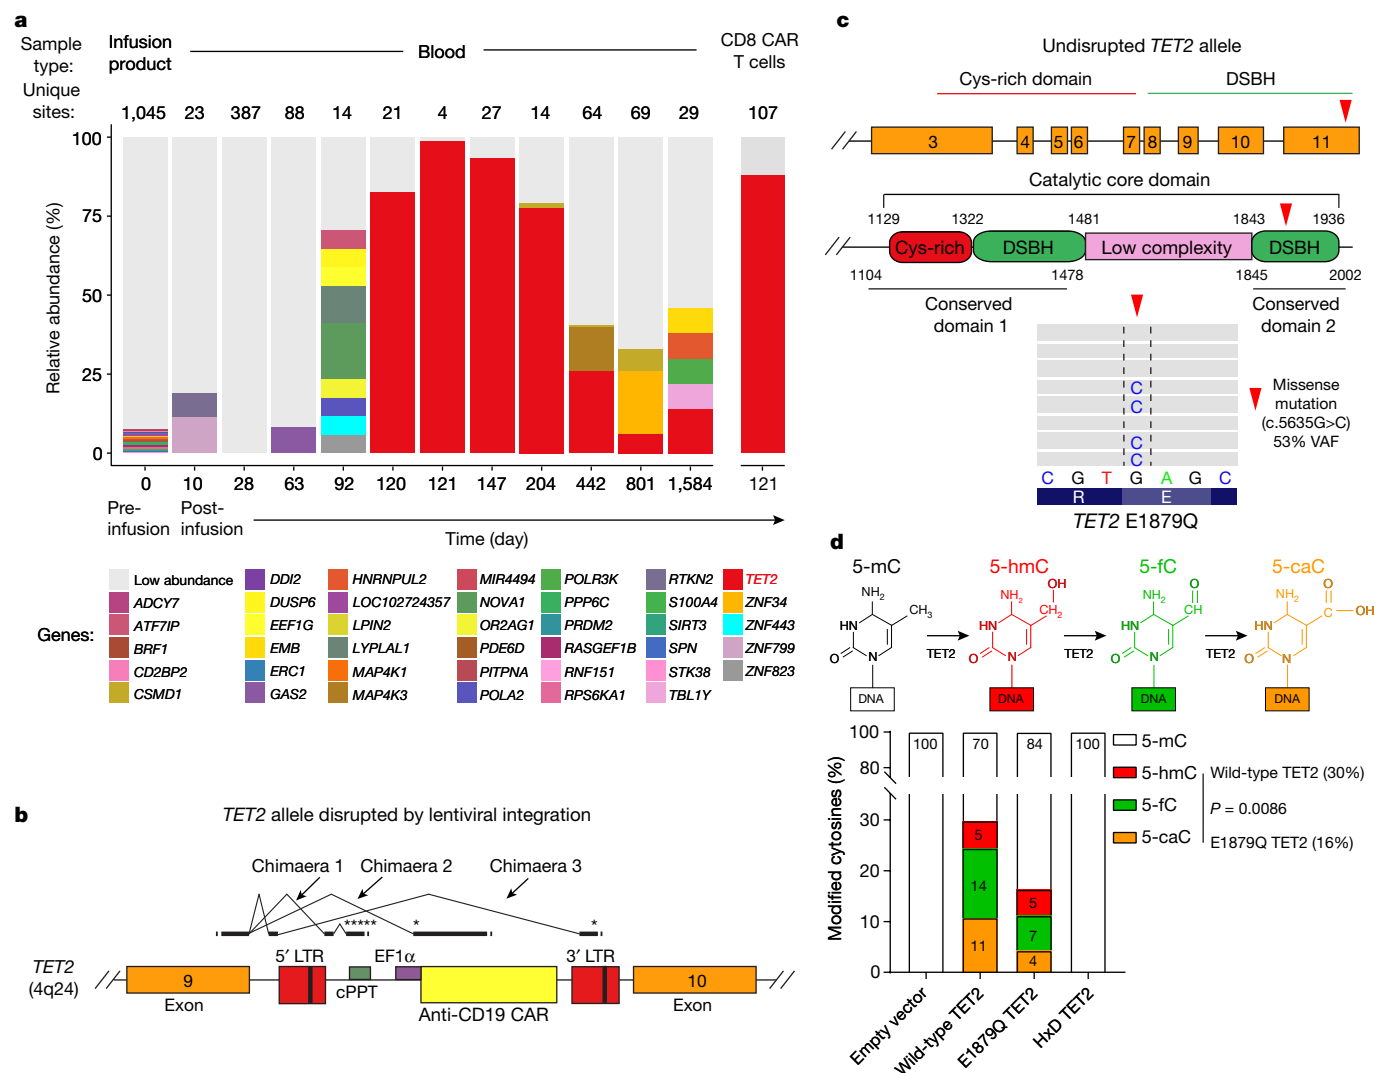 a
Sample type:
Infusion product
Blood
CD8 CAR T cells
Unique sites:
1,045 23 387 88 14 21 4 27 14 64 69 29 107
Relative abundance (%)
100
75
50
25
0
0 10 28 63 92 120 121 147 204 442 801 1,584 121
Pre-infusion
Post-infusion
Time (day)
Genes:
Low abundance
ADCY7
ATF7IP
BRF1
CD2BP2
CSMD1
DDI2
DUSP6
EEF1G
EMB
ERC1
GAS2
HNRNPUL2
LOC102724357
LPIN2
LYPLAL1
MAP4K1
MAP4K3
MIR4494
NOVA1
OR2AG1
PDE6D
PITPNA
POLA2
POLR3K
PPP6C
PRDM2
RASGEF1B
RNF151
RPS6KA1
RTKN2
S100A4
SIRT3
SPN
STK38
TBL1Y
TET2
ZNF34
ZNF443
ZNF799
ZNF823
b
TET2 allele disrupted by lentiviral integration
Chimaera 1 Chimaera 2 Chimaera 3
***** * *
TET2
(4q24)
5′ LTR EF1α 3′ LTR
9 10
Exon cPPT Exon
Anti-CD19 CAR
c
Undisrupted TET2 allele
Cys-rich domain DSBH
3 4 5 6 7 8 9 10 11
Catalytic core domain
1129 1322 1481 1843 1936
Cys-rich DSBH Low complexity DSBH
1104 1478 1845 2002
Conserved domain 1
Conserved domain 2
C
C
C
C
C G T G A G C
R E
TET2 E1879Q
Missense
mutation
(c.5635G>C)
53% VAF
d
5-mC 5-hmC 5-fC 5-caC
NH2 CH3 HN O N DNA
TET2
NH2 OH CH2 HN O N DNA
TET2
NH2 O CH HN O N DNA
TET2
NH2 O C OH HN O N DNA
Modified cytosines (%)
100
80
30
20
10
0
100 70 84 100
5 14 11
5 7 4
Empty vector
Wild-type TET2
E1879Q TET2
HxD TET2
5-mC
5-hmC
5-fC
5-caC
Wild-type TET2 (30%)
P = 0.0086
E1879Q TET2 (16%)